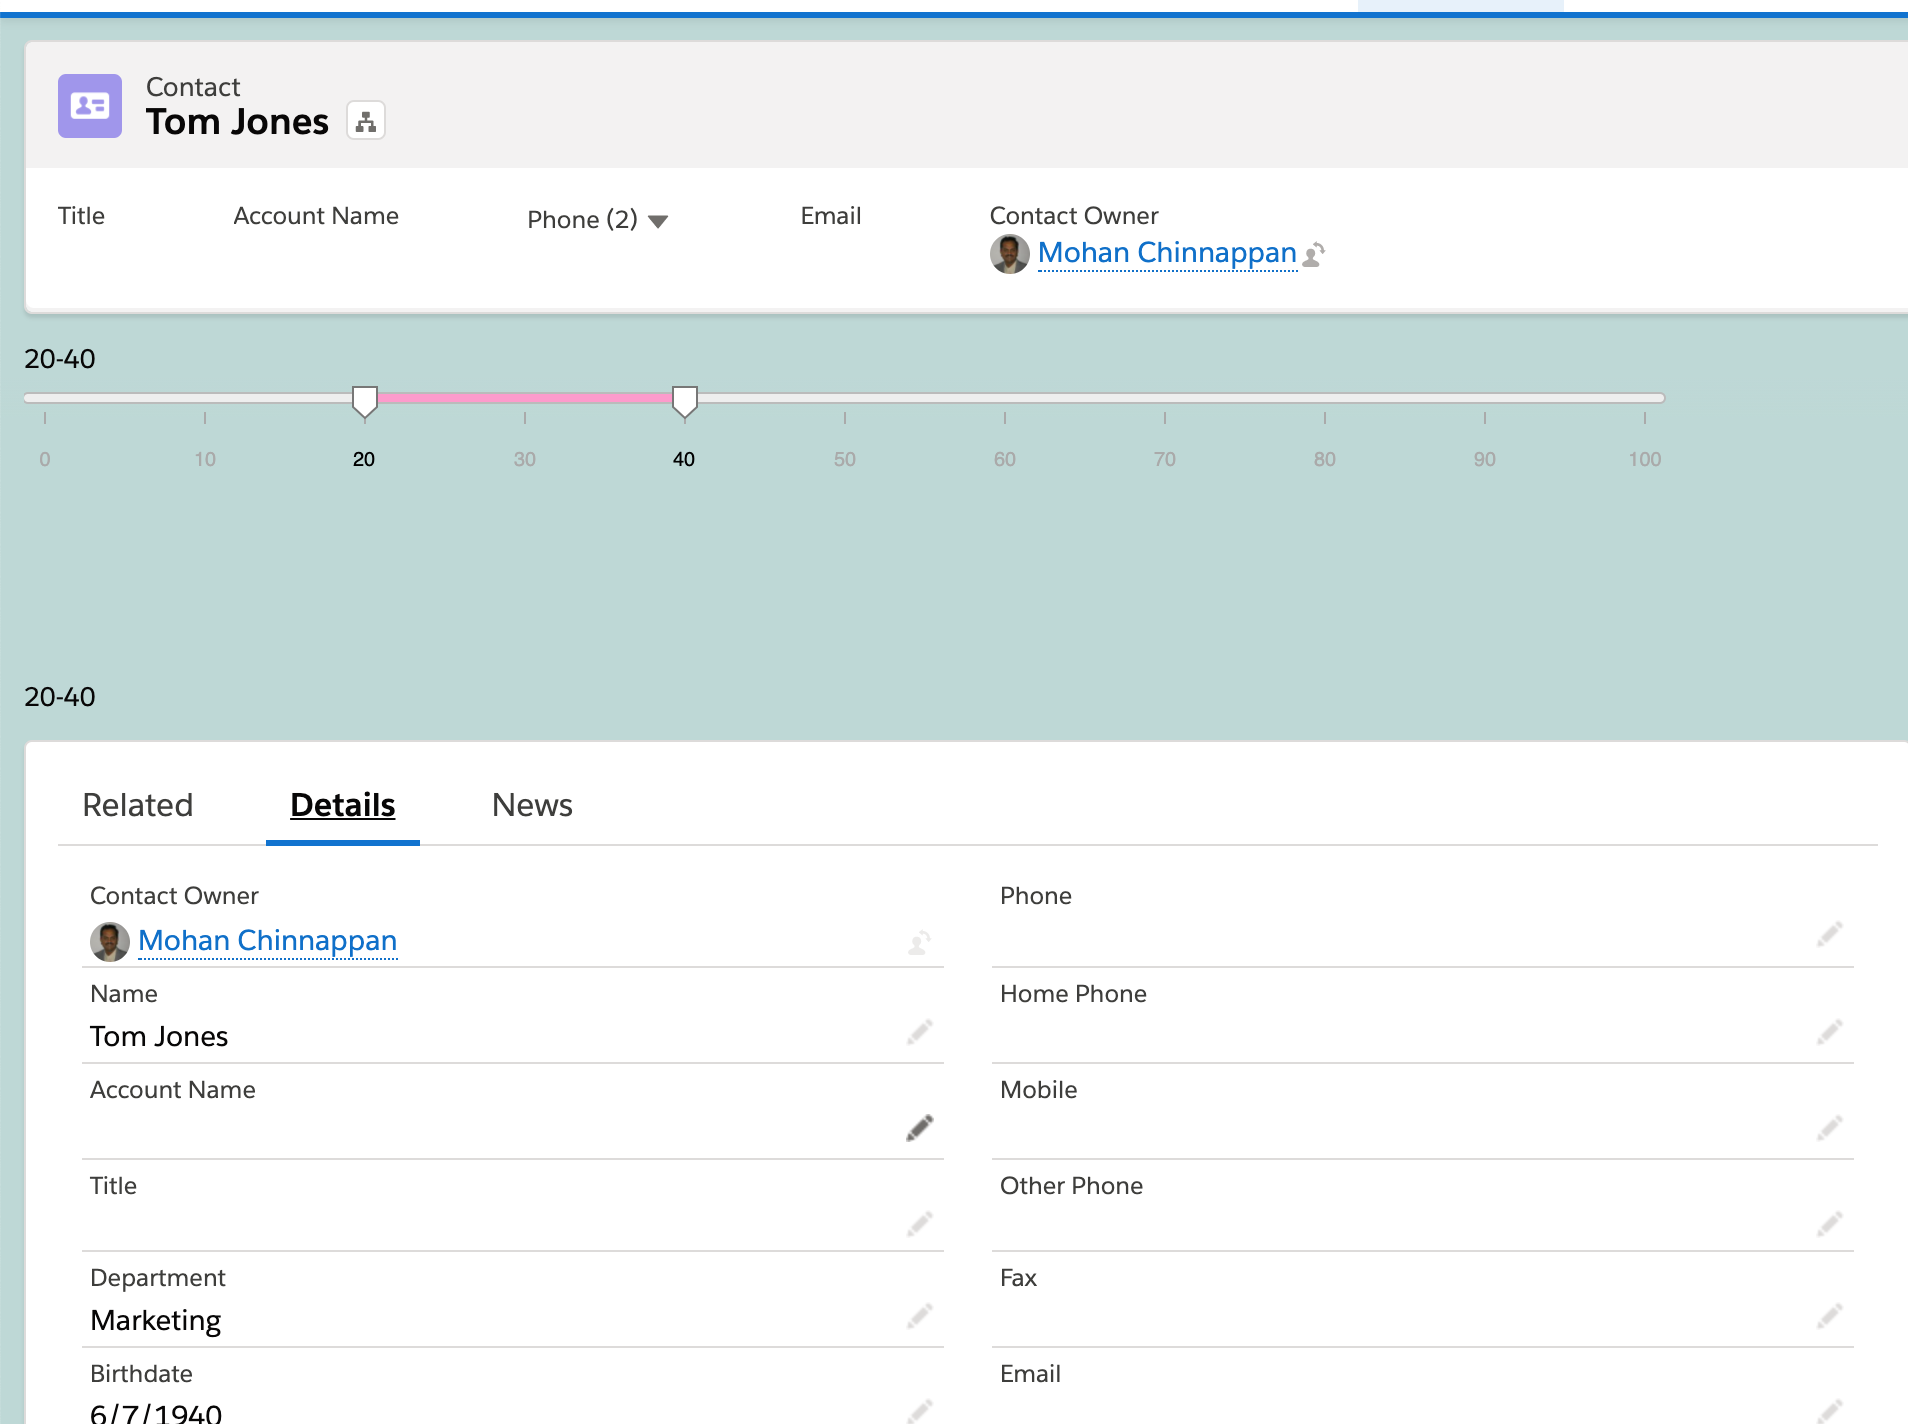 Contact
Tom Jones
Title
Account Name
Phone (2)
Email
Contact Owner
Mohan Chinnappan
20-40
0 10 20 30 40 50 60 70 80 90 100
20-40
Related Details News
Contact Owner
Mohan Chinnappan
Phone
Name
Tom Jones
Home Phone
Account Name
Mobile
Title
Other Phone
Department
Marketing
Fax
Birthdate
6/7/1940
Email